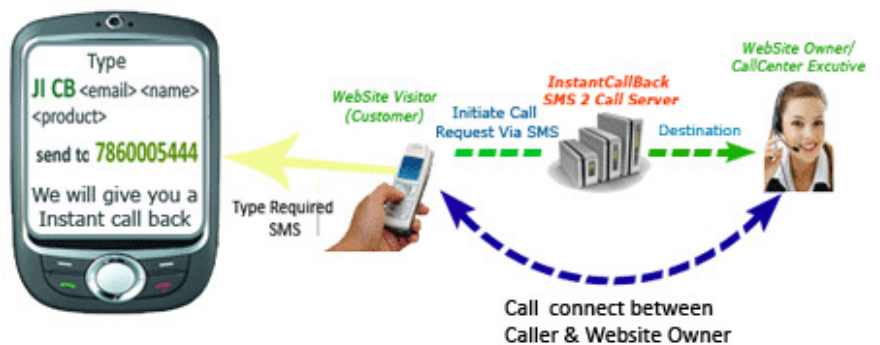 Type
JI CB <email> <name>
<product>
send to 7860005444
We will give you a
Instant call back
Type Required
SMS
WebSite Visitor
(Customer)
Initiate Call
Request Via SMS
InstantCallBack
SMS 2 Call Server
Destination
WebSite Owner/
CallCenter Excutive
Call connect between
Caller & Website Owner